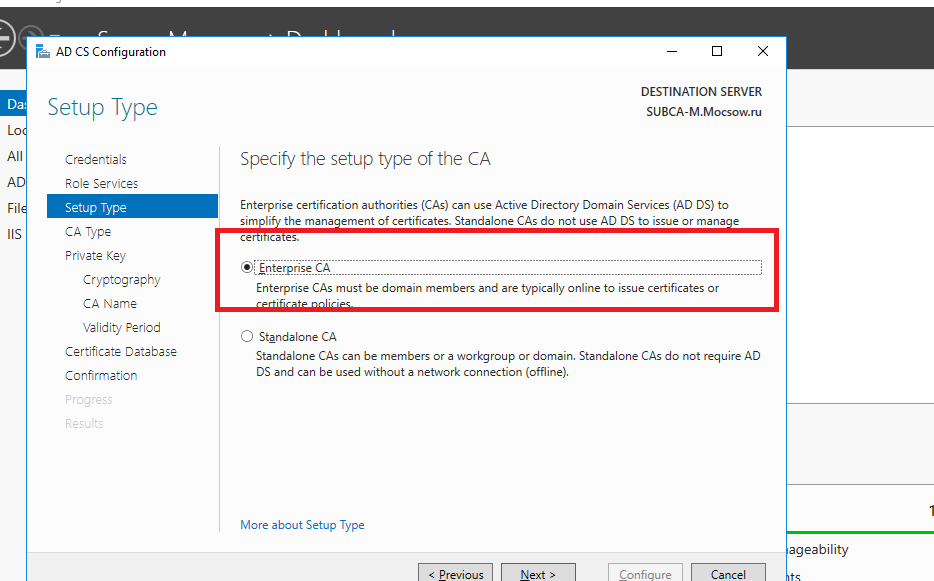 AD CS Configuration
DESTINATION SERVER
SUBCA-M.Mocsow.ru
Setup Type
Credentials
Role Services
Setup Type
CA Type
Private Key
Cryptography
CA Name
Validity Period
Certificate Database
Confirmation
Progress
Results
Specify the setup type of the CA
Enterprise certification authorities (CAs) can use Active Directory Domain Services (AD DS) to
simplify the management of certificates. Standalone CAs do not use AD DS to issue or manage
certificates.
Enterprise CA
Enterprise CAs must be domain members and are typically online to issue certificates or
certificate policies.
Standalone CA
Standalone CAs can be members or a workgroup or domain. Standalone CAs do not require AD
DS and can be used without a network connection (offline).
More about Setup Type
< Previous
Next >
Configure
Cancel
Das
Loc
All
AD
File
IIS
1
nageability